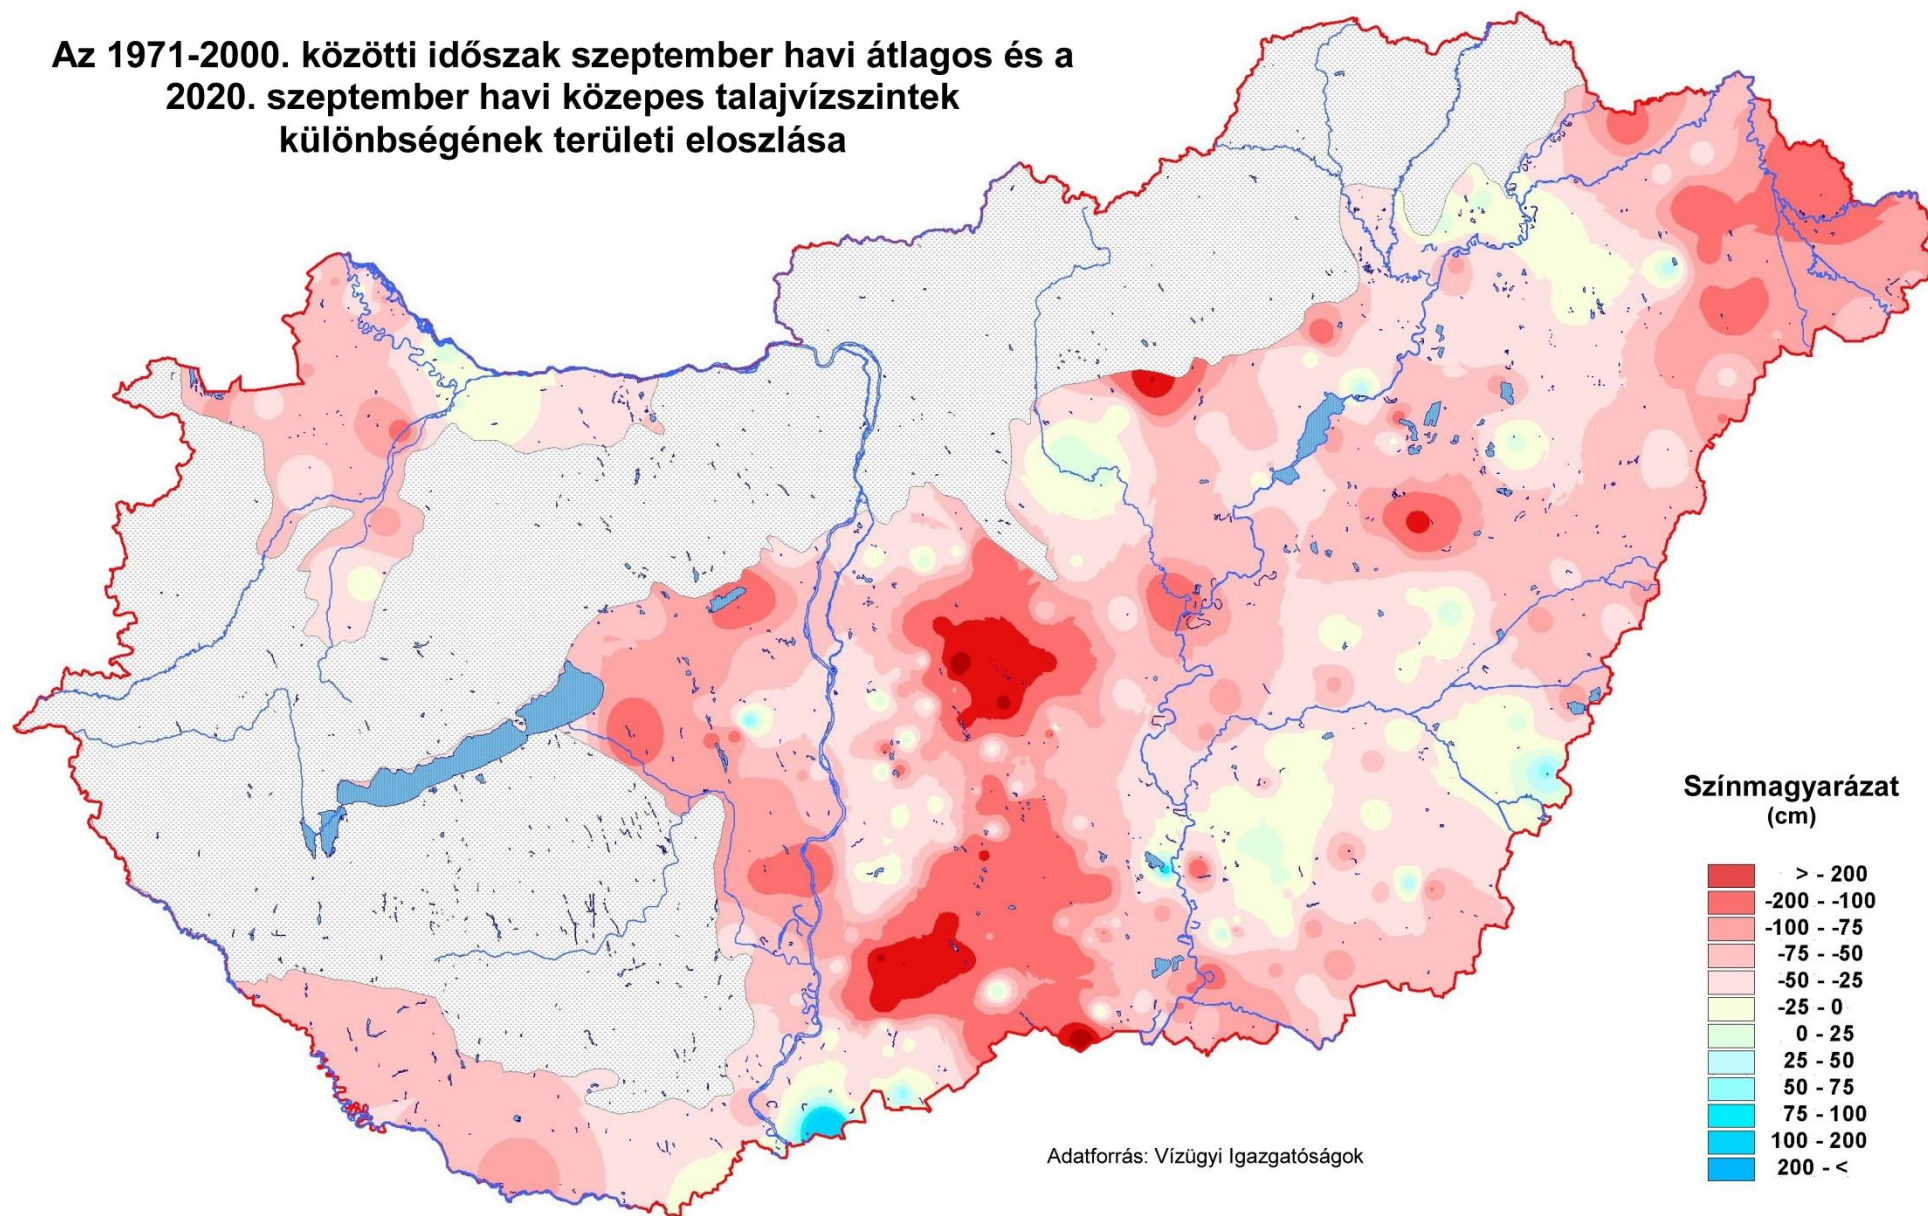 Az 1971-2000. közötti időszak szeptember havi átlagos és a
2020. szeptember havi közepes talajvízszintek
különbségének területi eloszlása
Színmagyarázat
(cm)
> - 200
-200 - -100
-100 - -75
-75 - -50
-50 - -25
-25 - 0
0 - 25
25 - 50
50 - 75
75 - 100
100 - 200
200 - <
Adatforrás: Vízügyi Igazgatóságok